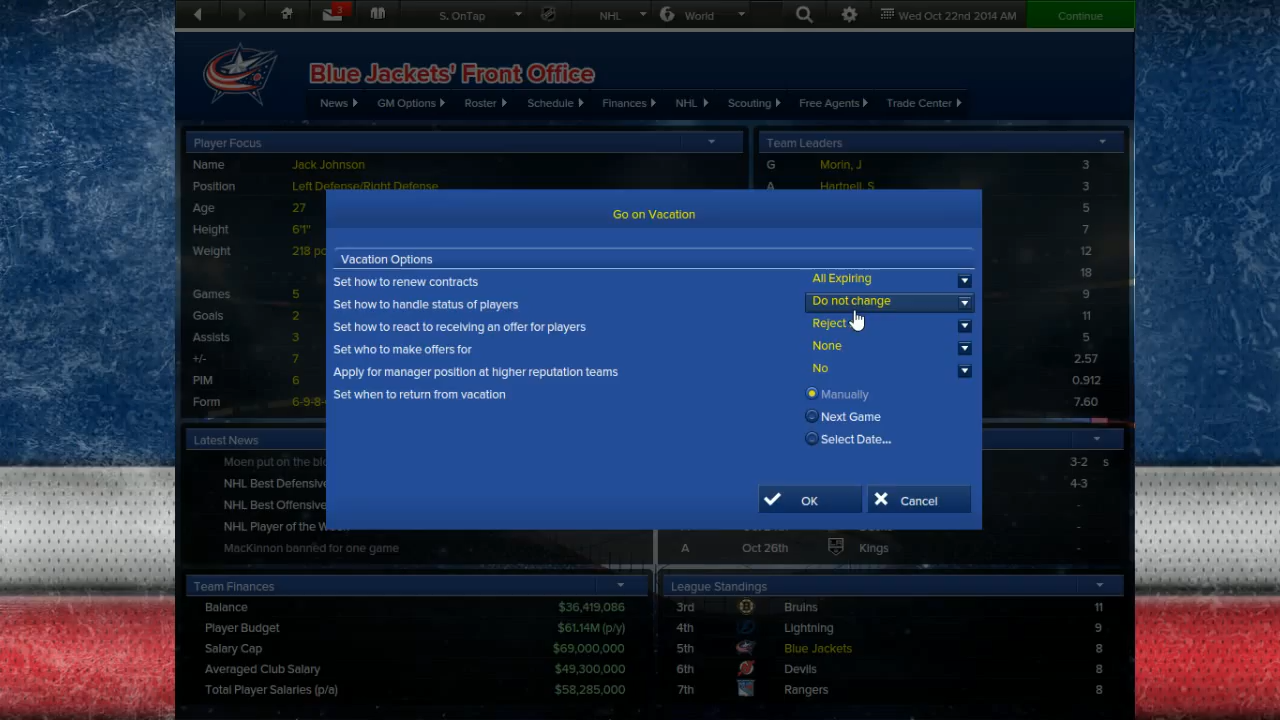 3
S. OnTap
NHL
World
Wed Oct 22nd 2014 AM
Continue
Blue Jackets' Front Office
News
GM Options
Roster
Schedule
Finances
NHL
Scouting
Free Agents
Trade Center
Player Focus
Team Leaders
Name Jack Johnson
G Morin, J 3
Position Left Defense/Right Defense
A Hartnell, S 3
Age 27
5
Height 6'1"
7
Weight 218 po
12
18
Games 5
9
Goals 2
11
Assists 3
5
+/- 7
2.57
PIM 6
0.912
Form 6-9-8-
7.60
Go on Vacation
Vacation Options
Set how to renew contracts All Expiring
Set how to handle status of players Do not change
Set how to react to receiving an offer for players Reject
Set who to make offers for None
Apply for manager position at higher reputation teams No
Set when to return from vacation Manually
Next Game
Select Date...
OK
Cancel
Latest News
Moen put on the blo
3-2 s
NHL Best Defensive
4-3
NHL Best Offensive
-
NHL Player of the We
-
MacKinnon banned for one game
A Oct 26th Kings -
Team Finances
Balance $36,419,086
Player Budget $61.14M (p/y)
Salary Cap $69,000,000
Averaged Club Salary $49,300,000
Total Player Salaries (p/a) $58,285,000
League Standings
3rd Bruins 11
4th Lightning 9
5th Blue Jackets 8
6th Devils 8
7th Rangers 8